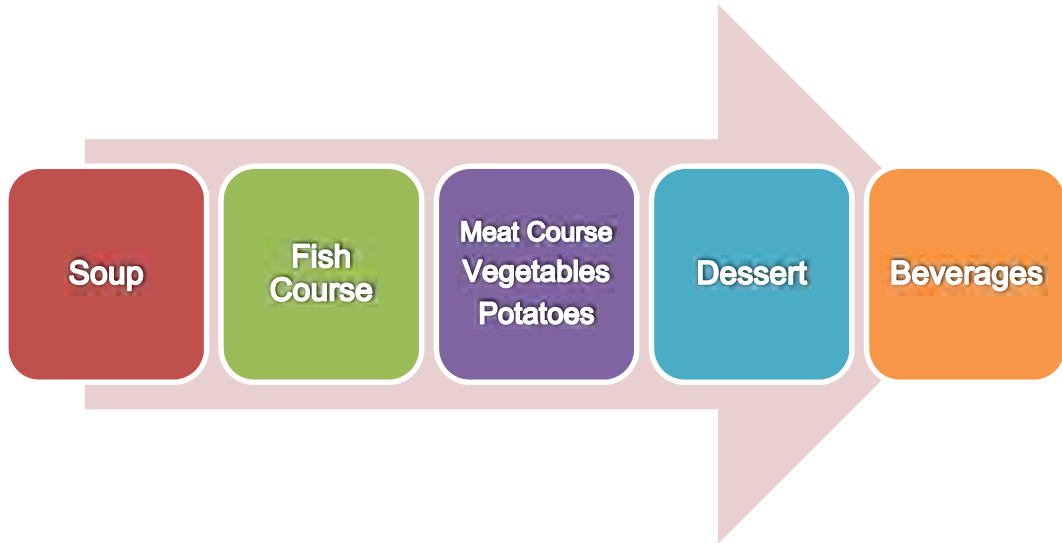 Soup
Fish
Course
Meat Course
Vegetables
Potatoes
Dessert
Beverages